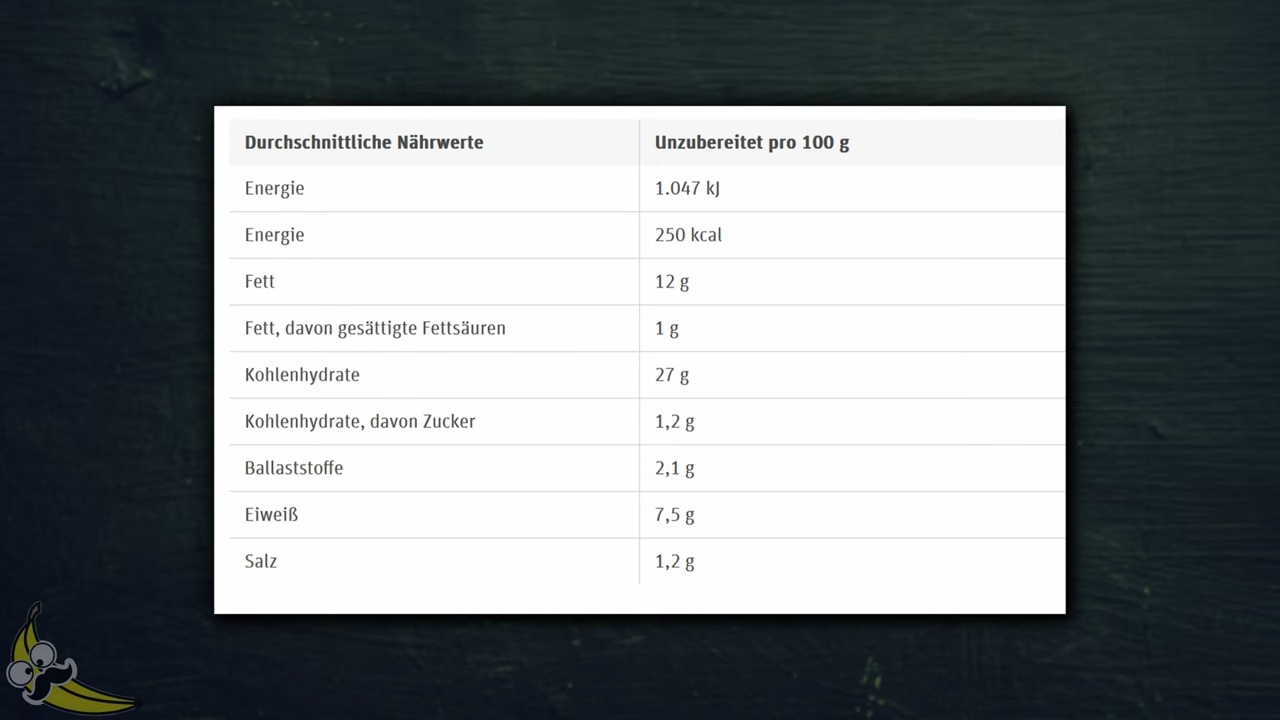 Durchschnittliche Nährwerte Unzubereitet pro 100 g
Energie 1.047 kJ
Energie 250 kcal
Fett 12 g
Fett, davon gesättigte Fettsäuren 1 g
Kohlenhydrate 27 g
Kohlenhydrate, davon Zucker 1,2 g
Ballaststoffe 2,1 g
Eiweiß 7,5 g
Salz 1,2 g